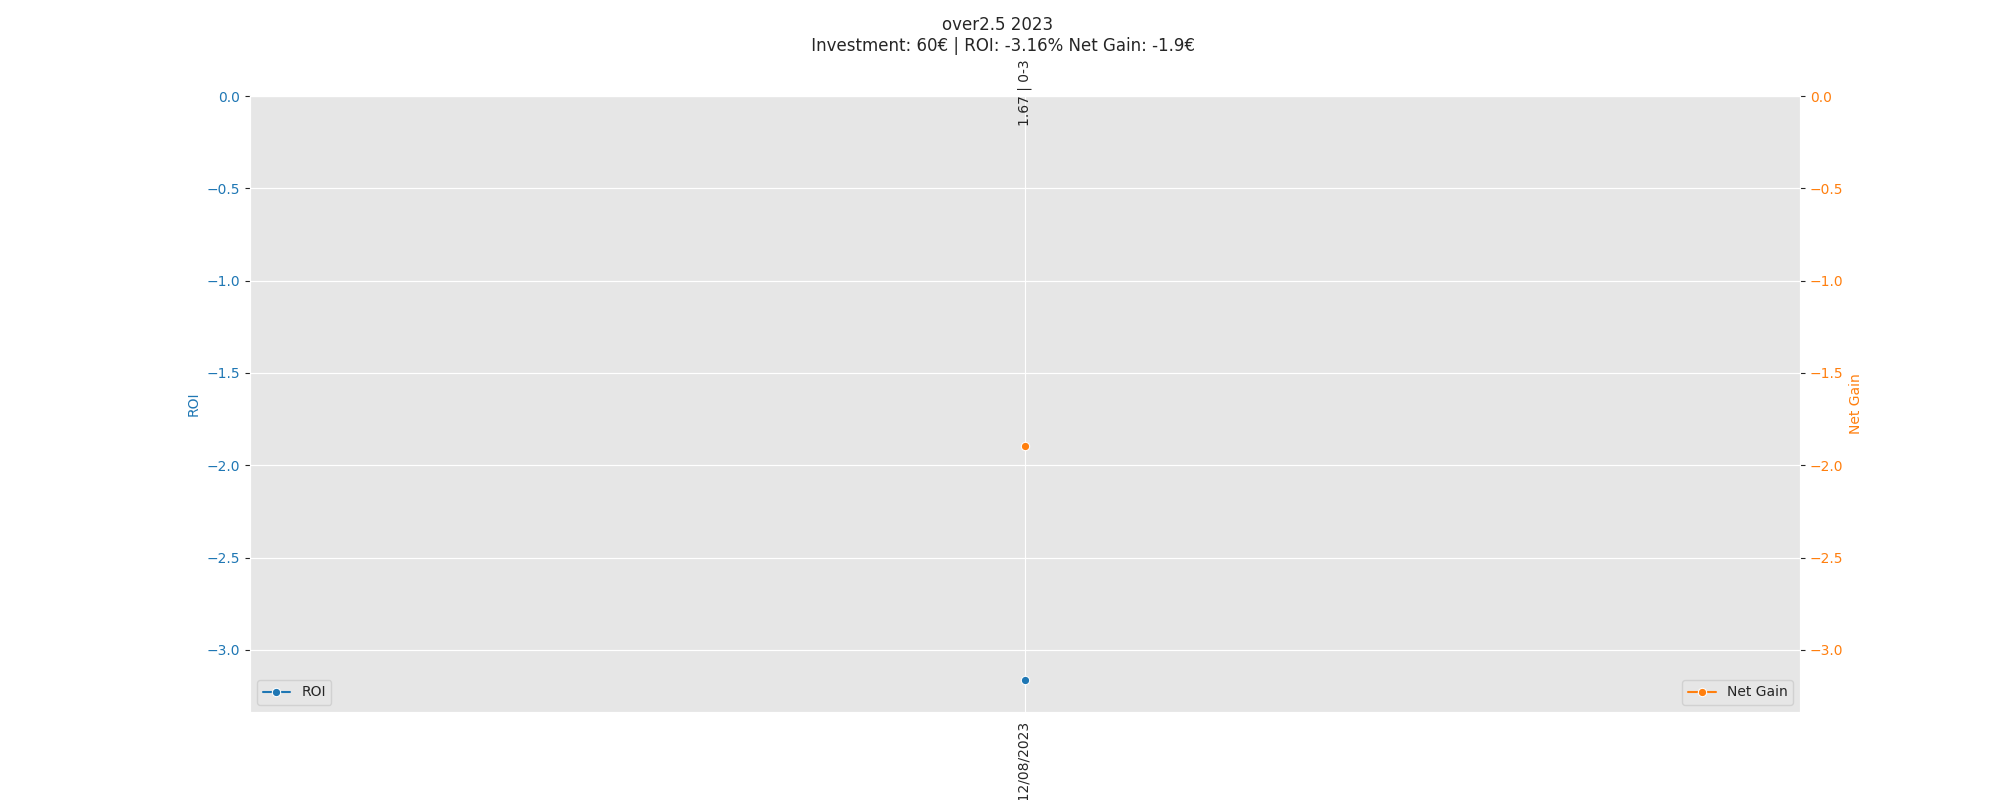 over2.5 2023
Investment: 60€ | ROI: -3.16% Net Gain: -1.9€
1.67 | 0-3
0.0
−0.5
−1.0
−1.5
−2.0
−2.5
−3.0
ROI
0.0
−0.5
−1.0
−1.5
−2.0
−2.5
−3.0
Net Gain
ROI
Net Gain
12/08/2023